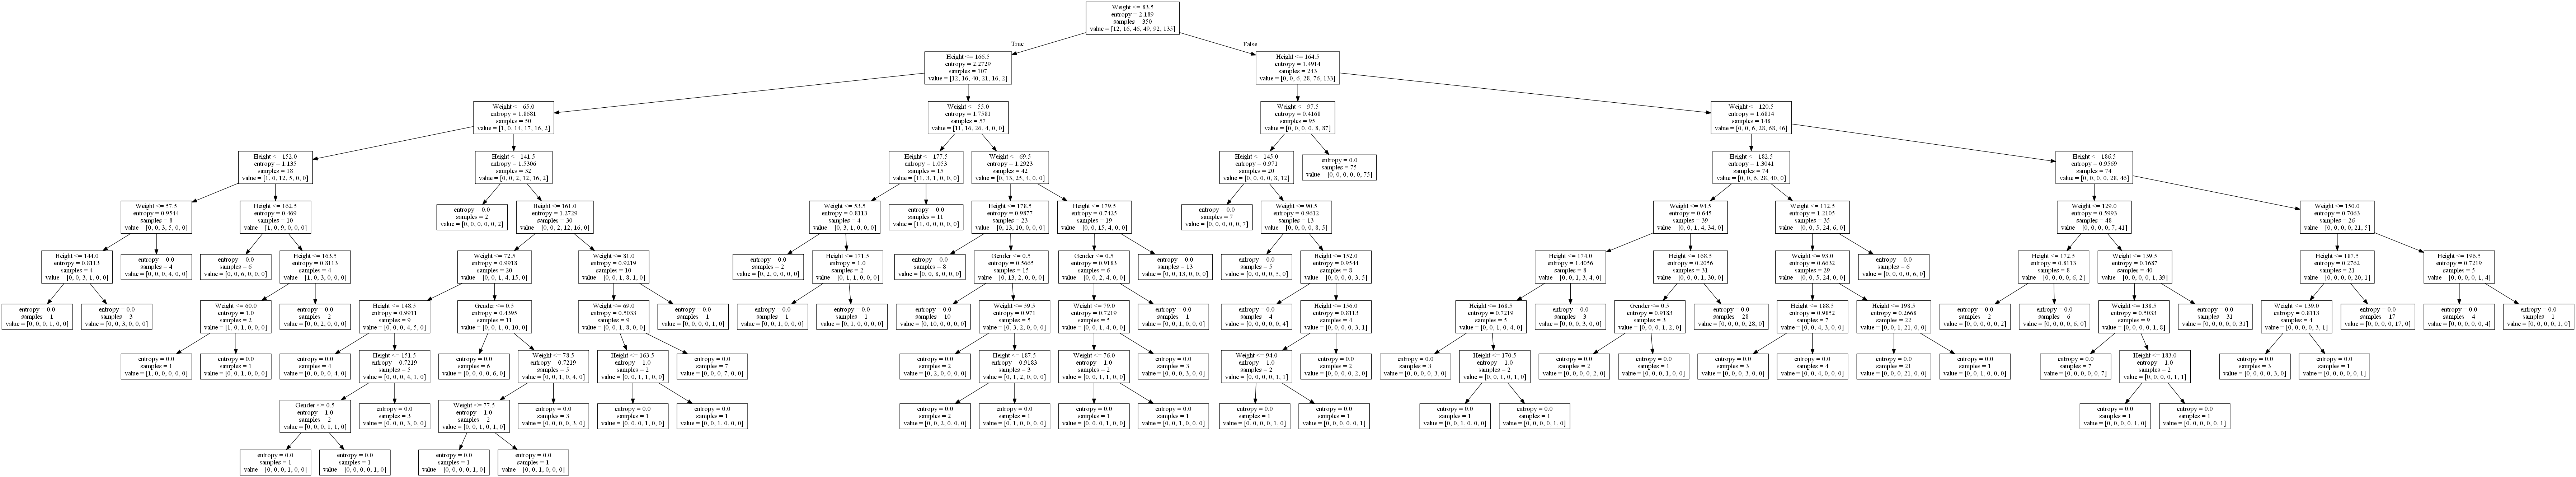 Weight <= 83.5
entropy = 2.189
samples = 350
value = [12, 16, 46, 49, 92, 135]
True
False
Height <= 166.5
entropy = 2.2729
samples = 107
value = [12, 16, 40, 21, 16, 2]
Height <= 164.5
entropy = 1.4914
samples = 243
value = [0, 0, 6, 28, 76, 133]
Weight <= 65.0
entropy = 1.8681
samples = 50
value = [1, 0, 14, 17, 16, 2]
Weight <= 55.0
entropy = 1.7581
samples = 57
value = [11, 16, 26, 4, 0, 0]
Weight <= 97.5
entropy = 0.4168
samples = 95
value = [0, 0, 0, 0, 8, 87]
Weight <= 120.5
entropy = 1.6814
samples = 148
value = [0, 0, 6, 28, 68, 46]
Height <= 152.0
entropy = 1.135
samples = 18
value = [1, 0, 12, 5, 0, 0]
Height <= 141.5
entropy = 1.5306
samples = 32
value = [0, 0, 2, 12, 16, 2]
Height <= 177.5
entropy = 1.053
samples = 15
value = [11, 3, 1, 0, 0, 0]
Weight <= 69.5
entropy = 1.2923
samples = 42
value = [0, 13, 25, 4, 0, 0]
Height <= 145.0
entropy = 0.971
samples = 20
value = [0, 0, 0, 0, 8, 12]
entropy = 0.0
samples = 75
value = [0, 0, 0, 0, 0, 75]
Height <= 182.5
entropy = 1.3041
samples = 74
value = [0, 0, 6, 28, 40, 0]
Height <= 186.5
entropy = 0.9569
samples = 74
value = [0, 0, 0, 0, 28, 46]
Weight <= 57.5
entropy = 0.9544
samples = 8
value = [0, 0, 3, 5, 0, 0]
Height <= 162.5
entropy = 0.469
samples = 10
value = [1, 0, 9, 0, 0, 0]
entropy = 0.0
samples = 2
value = [0, 0, 0, 0, 0, 2]
Height <= 161.0
entropy = 1.2729
samples = 30
value = [0, 0, 2, 12, 16, 0]
Weight <= 53.5
entropy = 0.8113
samples = 4
value = [0, 3, 1, 0, 0, 0]
entropy = 0.0
samples = 11
value = [11, 0, 0, 0, 0, 0]
Height <= 178.5
entropy = 0.9877
samples = 23
value = [0, 13, 10, 0, 0, 0]
Height <= 179.5
entropy = 0.7425
samples = 19
value = [0, 0, 15, 4, 0, 0]
entropy = 0.0
samples = 7
value = [0, 0, 0, 0, 0, 7]
Weight <= 90.5
entropy = 0.9612
samples = 13
value = [0, 0, 0, 0, 8, 5]
Weight <= 94.5
entropy = 0.645
samples = 39
value = [0, 0, 1, 4, 34, 0]
Weight <= 112.5
entropy = 1.2105
samples = 35
value = [0, 0, 5, 24, 6, 0]
Weight <= 129.0
entropy = 0.5993
samples = 48
value = [0, 0, 0, 0, 7, 41]
Weight <= 150.0
entropy = 0.7063
samples = 26
value = [0, 0, 0, 0, 21, 5]
Height <= 144.0
entropy = 0.8113
samples = 4
value = [0, 0, 3, 1, 0, 0]
entropy = 0.0
samples = 4
value = [0, 0, 0, 4, 0, 0]
entropy = 0.0
samples = 6
value = [0, 0, 6, 0, 0, 0]
Height <= 163.5
entropy = 0.8113
samples = 4
value = [1, 0, 3, 0, 0, 0]
Weight <= 72.5
entropy = 0.9918
samples = 20
value = [0, 0, 1, 4, 15, 0]
Weight <= 81.0
entropy = 0.9219
samples = 10
value = [0, 0, 1, 8, 1, 0]
entropy = 0.0
samples = 2
value = [0, 2, 0, 0, 0, 0]
Height <= 171.5
entropy = 1.0
samples = 2
value = [0, 1, 1, 0, 0, 0]
entropy = 0.0
samples = 8
value = [0, 0, 8, 0, 0, 0]
Gender <= 0.5
entropy = 0.5665
samples = 15
value = [0, 13, 2, 0, 0, 0]
Gender <= 0.5
entropy = 0.9183
samples = 6
value = [0, 0, 2, 4, 0, 0]
entropy = 0.0
samples = 13
value = [0, 0, 13, 0, 0, 0]
entropy = 0.0
samples = 5
value = [0, 0, 0, 0, 5, 0]
Height <= 152.0
entropy = 0.9544
samples = 8
value = [0, 0, 0, 0, 3, 5]
Height <= 174.0
entropy = 1.4056
samples = 8
value = [0, 0, 1, 3, 4, 0]
Height <= 168.5
entropy = 0.2056
samples = 31
value = [0, 0, 0, 1, 30, 0]
Weight <= 93.0
entropy = 0.6632
samples = 29
value = [0, 0, 5, 24, 0, 0]
entropy = 0.0
samples = 6
value = [0, 0, 0, 0, 6, 0]
Height <= 172.5
entropy = 0.8113
samples = 8
value = [0, 0, 0, 0, 6, 2]
Weight <= 139.5
entropy = 0.1687
samples = 40
value = [0, 0, 0, 0, 1, 39]
Height <= 187.5
entropy = 0.2762
samples = 21
value = [0, 0, 0, 0, 20, 1]
Height <= 196.5
entropy = 0.7219
samples = 5
value = [0, 0, 0, 0, 1, 4]
entropy = 0.0
samples = 1
value = [0, 0, 0, 1, 0, 0]
entropy = 0.0
samples = 3
value = [0, 0, 3, 0, 0, 0]
Weight <= 60.0
entropy = 1.0
samples = 2
value = [1, 0, 1, 0, 0, 0]
entropy = 0.0
samples = 2
value = [0, 0, 2, 0, 0, 0]
Height <= 148.5
entropy = 0.9911
samples = 9
value = [0, 0, 0, 4, 5, 0]
Gender <= 0.5
entropy = 0.4395
samples = 11
value = [0, 0, 1, 0, 10, 0]
Weight <= 69.0
entropy = 0.5033
samples = 9
value = [0, 0, 1, 8, 0, 0]
entropy = 0.0
samples = 1
value = [0, 0, 0, 0, 1, 0]
entropy = 0.0
samples = 1
value = [0, 0, 1, 0, 0, 0]
entropy = 0.0
samples = 1
value = [0, 1, 0, 0, 0, 0]
entropy = 0.0
samples = 10
value = [0, 10, 0, 0, 0, 0]
Weight <= 59.5
entropy = 0.971
samples = 5
value = [0, 3, 2, 0, 0, 0]
Weight <= 79.0
entropy = 0.7219
samples = 5
value = [0, 0, 1, 4, 0, 0]
entropy = 0.0
samples = 1
value = [0, 0, 1, 0, 0, 0]
entropy = 0.0
samples = 4
value = [0, 0, 0, 0, 0, 4]
Height <= 156.0
entropy = 0.8113
samples = 4
value = [0, 0, 0, 0, 3, 1]
Height <= 168.5
entropy = 0.7219
samples = 5
value = [0, 0, 1, 0, 4, 0]
entropy = 0.0
samples = 3
value = [0, 0, 0, 3, 0, 0]
Gender <= 0.5
entropy = 0.9183
samples = 3
value = [0, 0, 0, 1, 2, 0]
entropy = 0.0
samples = 28
value = [0, 0, 0, 0, 28, 0]
Height <= 188.5
entropy = 0.9852
samples = 7
value = [0, 0, 4, 3, 0, 0]
Height <= 198.5
entropy = 0.2668
samples = 22
value = [0, 0, 1, 21, 0, 0]
entropy = 0.0
samples = 2
value = [0, 0, 0, 0, 0, 2]
entropy = 0.0
samples = 6
value = [0, 0, 0, 0, 6, 0]
Weight <= 138.5
entropy = 0.5033
samples = 9
value = [0, 0, 0, 0, 1, 8]
entropy = 0.0
samples = 31
value = [0, 0, 0, 0, 0, 31]
Weight <= 139.0
entropy = 0.8113
samples = 4
value = [0, 0, 0, 0, 3, 1]
entropy = 0.0
samples = 17
value = [0, 0, 0, 0, 17, 0]
entropy = 0.0
samples = 4
value = [0, 0, 0, 0, 0, 4]
entropy = 0.0
samples = 1
value = [0, 0, 0, 0, 1, 0]
entropy = 0.0
samples = 1
value = [1, 0, 0, 0, 0, 0]
entropy = 0.0
samples = 1
value = [0, 0, 1, 0, 0, 0]
entropy = 0.0
samples = 4
value = [0, 0, 0, 0, 4, 0]
Height <= 151.5
entropy = 0.7219
samples = 5
value = [0, 0, 0, 4, 1, 0]
entropy = 0.0
samples = 6
value = [0, 0, 0, 0, 6, 0]
Weight <= 78.5
entropy = 0.7219
samples = 5
value = [0, 0, 1, 0, 4, 0]
Height <= 163.5
entropy = 1.0
samples = 2
value = [0, 0, 1, 1, 0, 0]
entropy = 0.0
samples = 7
value = [0, 0, 0, 7, 0, 0]
entropy = 0.0
samples = 2
value = [0, 2, 0, 0, 0, 0]
Height <= 187.5
entropy = 0.9183
samples = 3
value = [0, 1, 2, 0, 0, 0]
Weight <= 76.0
entropy = 1.0
samples = 2
value = [0, 0, 1, 1, 0, 0]
entropy = 0.0
samples = 3
value = [0, 0, 0, 3, 0, 0]
Weight <= 94.0
entropy = 1.0
samples = 2
value = [0, 0, 0, 0, 1, 1]
entropy = 0.0
samples = 2
value = [0, 0, 0, 0, 2, 0]
entropy = 0.0
samples = 3
value = [0, 0, 0, 0, 3, 0]
Height <= 170.5
entropy = 1.0
samples = 2
value = [0, 0, 1, 0, 1, 0]
entropy = 0.0
samples = 2
value = [0, 0, 0, 0, 2, 0]
entropy = 0.0
samples = 1
value = [0, 0, 0, 1, 0, 0]
entropy = 0.0
samples = 3
value = [0, 0, 0, 3, 0, 0]
entropy = 0.0
samples = 4
value = [0, 0, 4, 0, 0, 0]
entropy = 0.0
samples = 21
value = [0, 0, 0, 21, 0, 0]
entropy = 0.0
samples = 1
value = [0, 0, 1, 0, 0, 0]
entropy = 0.0
samples = 7
value = [0, 0, 0, 0, 0, 7]
Height <= 183.0
entropy = 1.0
samples = 2
value = [0, 0, 0, 0, 1, 1]
entropy = 0.0
samples = 3
value = [0, 0, 0, 0, 3, 0]
entropy = 0.0
samples = 1
value = [0, 0, 0, 0, 0, 1]
Gender <= 0.5
entropy = 1.0
samples = 2
value = [0, 0, 0, 1, 1, 0]
entropy = 0.0
samples = 3
value = [0, 0, 0, 3, 0, 0]
Weight <= 77.5
entropy = 1.0
samples = 2
value = [0, 0, 1, 0, 1, 0]
entropy = 0.0
samples = 3
value = [0, 0, 0, 0, 3, 0]
entropy = 0.0
samples = 1
value = [0, 0, 0, 1, 0, 0]
entropy = 0.0
samples = 1
value = [0, 0, 1, 0, 0, 0]
entropy = 0.0
samples = 2
value = [0, 0, 2, 0, 0, 0]
entropy = 0.0
samples = 1
value = [0, 1, 0, 0, 0, 0]
entropy = 0.0
samples = 1
value = [0, 0, 0, 1, 0, 0]
entropy = 0.0
samples = 1
value = [0, 0, 1, 0, 0, 0]
entropy = 0.0
samples = 1
value = [0, 0, 0, 0, 1, 0]
entropy = 0.0
samples = 1
value = [0, 0, 0, 0, 0, 1]
entropy = 0.0
samples = 1
value = [0, 0, 1, 0, 0, 0]
entropy = 0.0
samples = 1
value = [0, 0, 0, 0, 1, 0]
entropy = 0.0
samples = 1
value = [0, 0, 0, 0, 1, 0]
entropy = 0.0
samples = 1
value = [0, 0, 0, 0, 0, 1]
entropy = 0.0
samples = 1
value = [0, 0, 0, 1, 0, 0]
entropy = 0.0
samples = 1
value = [0, 0, 0, 0, 1, 0]
entropy = 0.0
samples = 1
value = [0, 0, 0, 0, 1, 0]
entropy = 0.0
samples = 1
value = [0, 0, 1, 0, 0, 0]